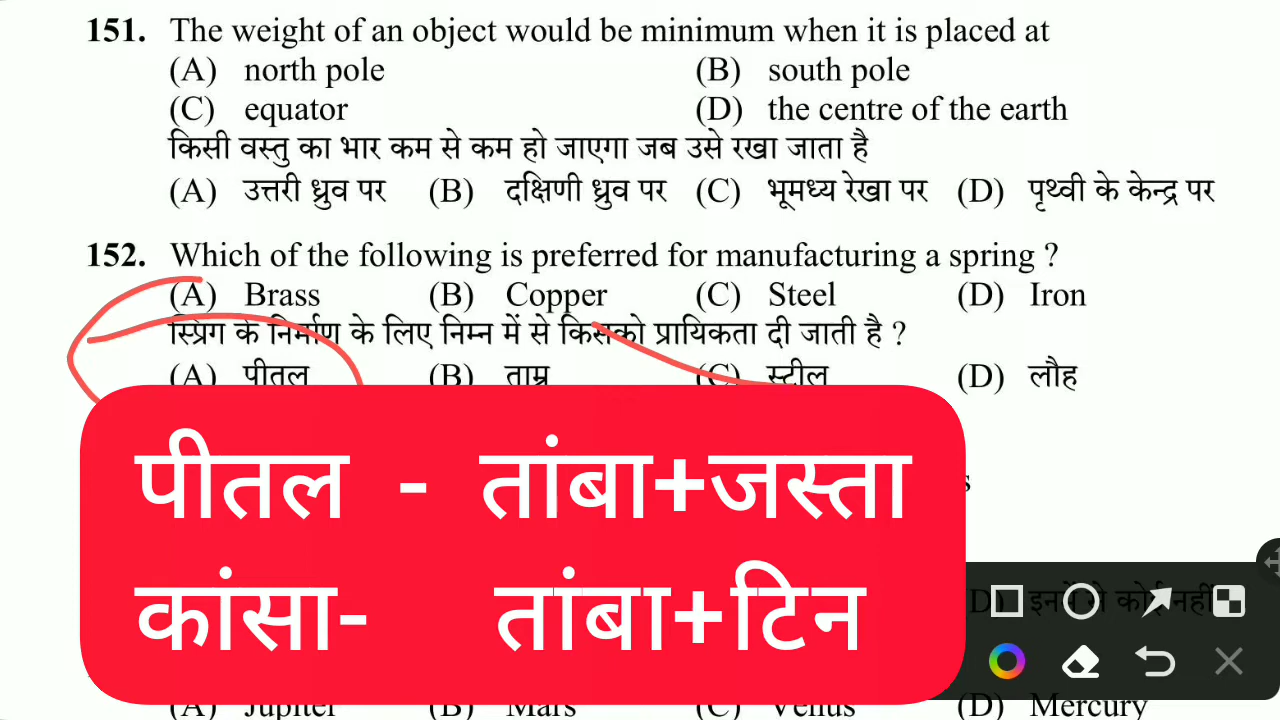 151. The weight of an object would be minimum when it is placed at
(A) north pole (B) south pole
(C) equator (D) the centre of the earth
किसी वस्तु का भार कम से कम हो जाएगा जब उसे रखा जाता है
(A) उत्तरी ध्रुव पर (B) दक्षिणी ध्रुव पर (C) भूमध्य रेखा पर (D) पृथ्वी के केन्द्र पर
152. Which of the following is preferred for manufacturing a spring ?
(A) Brass (B) Copper (C) Steel (D) Iron
स्प्रिंग के निर्माण के लिए निम्न में से किसको प्रायिकता दी जाती है ?
(A) पीतल (B) ताम्र (C) स्टील (D) लौह
पीतल - तांबा+जस्ता
कांसा- तांबा+टिन
(D) इनमें से कोई नहीं
(A) Jupiter (B) Mars (C) Venus (D) Mercury